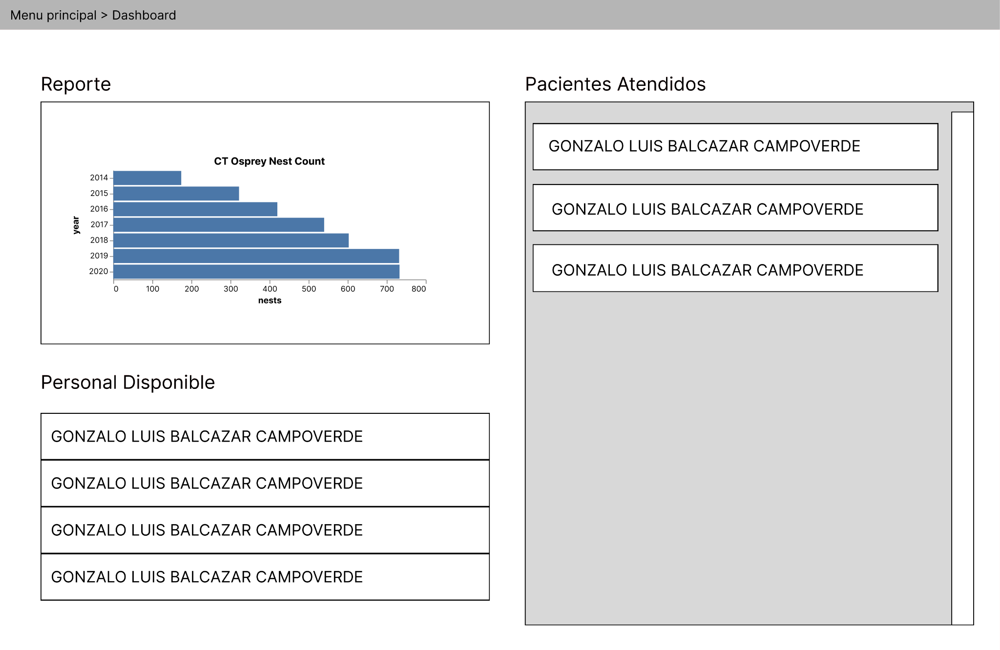 Menu principal > Dashboard
Reporte
CT Osprey Nest Count
year
2014
2015
2016
2017
2018
2019
2020
0 100 200 300 400 500 600 700 800
nests
Personal Disponible
GONZALO LUIS BALCAZAR CAMPOVERDE
GONZALO LUIS BALCAZAR CAMPOVERDE
GONZALO LUIS BALCAZAR CAMPOVERDE
GONZALO LUIS BALCAZAR CAMPOVERDE
Pacientes Atendidos
GONZALO LUIS BALCAZAR CAMPOVERDE
GONZALO LUIS BALCAZAR CAMPOVERDE
GONZALO LUIS BALCAZAR CAMPOVERDE